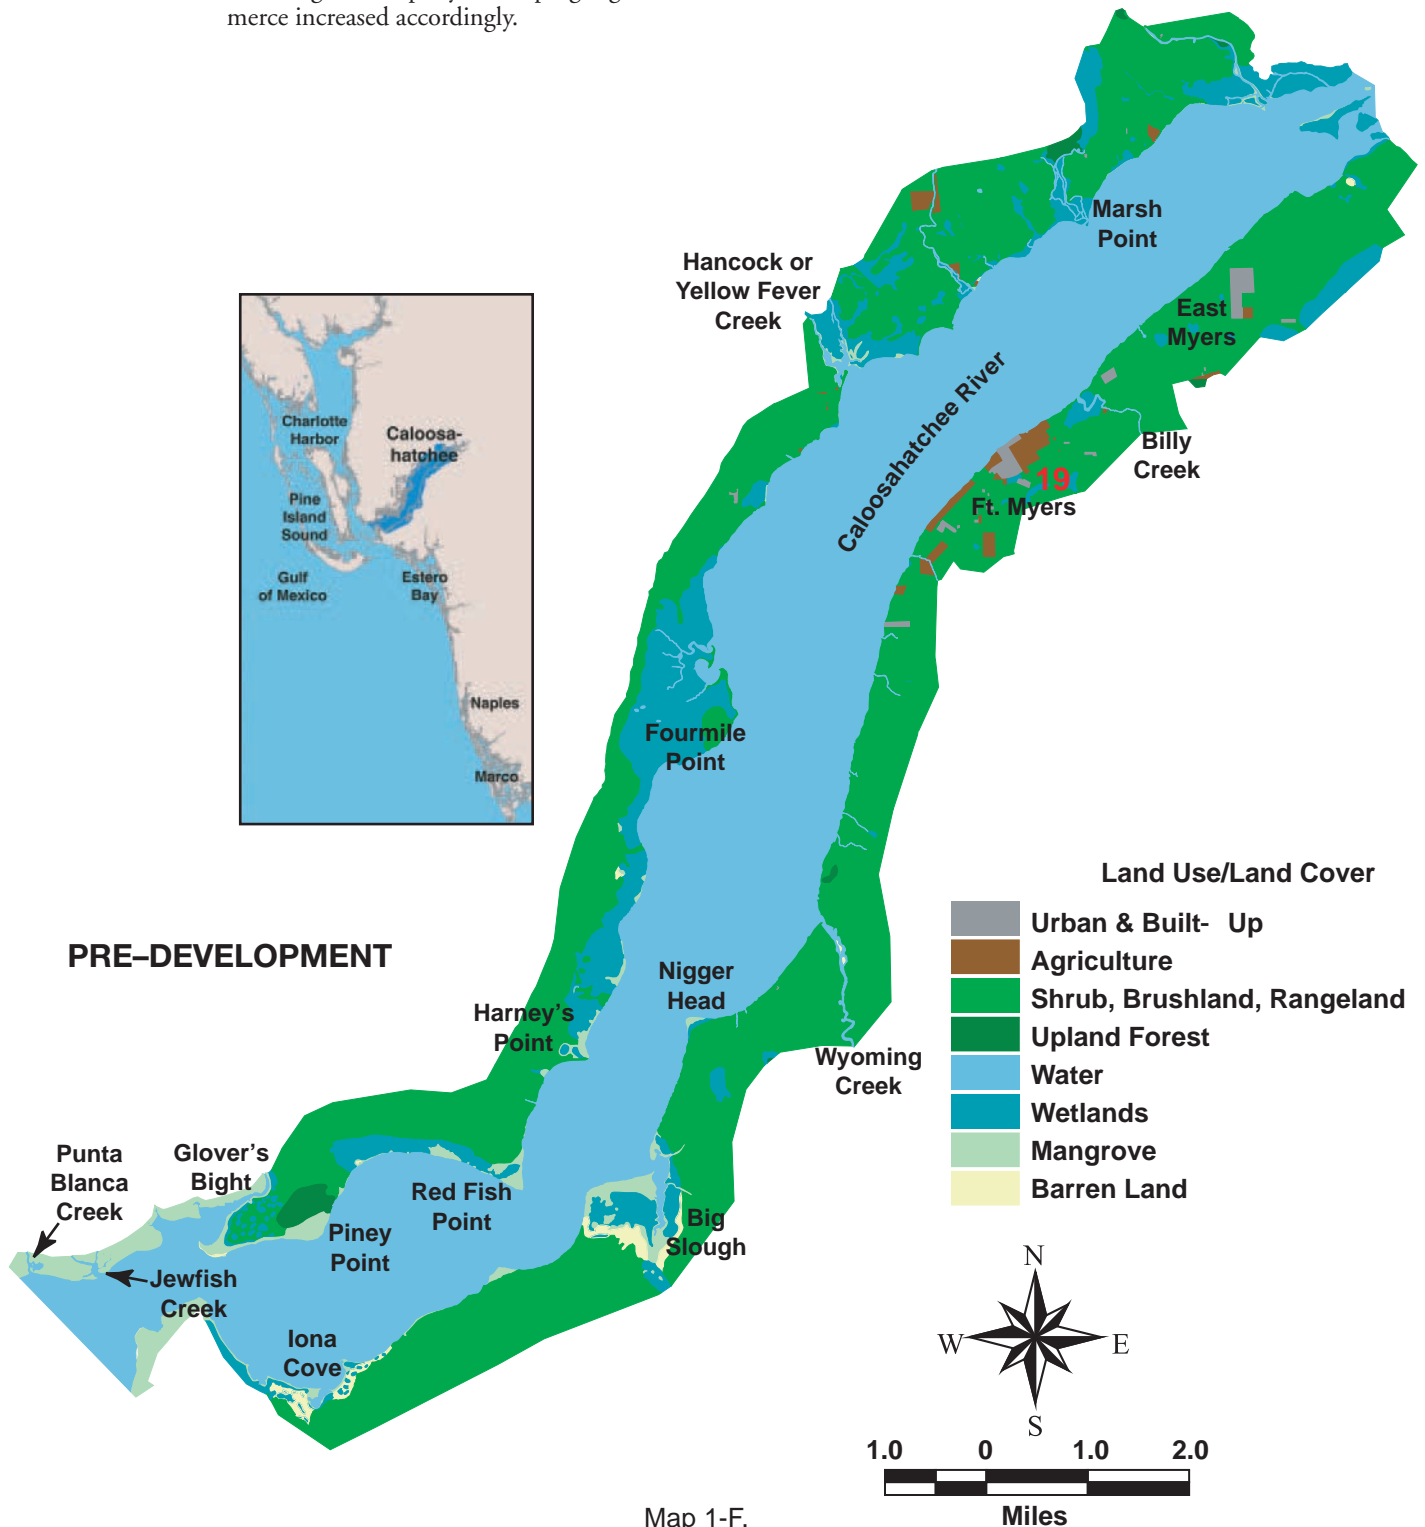 merce increased accordingly.
Marsh
Point
Hancock or
Yellow Fever
Creek
East
Myers
Caloosahatchee River
Billy
Creek
19
Ft. Myers
Charlotte
Harbor
Caloosa-
hatchee
Pine
Island
Sound
Gulf
of Mexico
Estero
Bay
Naples
Marco
Fourmile
Point
Land Use/Land Cover
Urban & Built- Up
Agriculture
Shrub, Brushland, Rangeland
Upland Forest
Water
Wetlands
Mangrove
Barren Land
PRE–DEVELOPMENT
Nigger
Head
Harney's
Point
Wyoming
Creek
Punta
Blanca
Creek
Glover's
Bight
Red Fish
Point
Piney
Point
Big
Slough
Jewfish
Creek
Iona
Cove
N
W
E
S
1.0 0 1.0 2.0
Miles
Map 1-F.